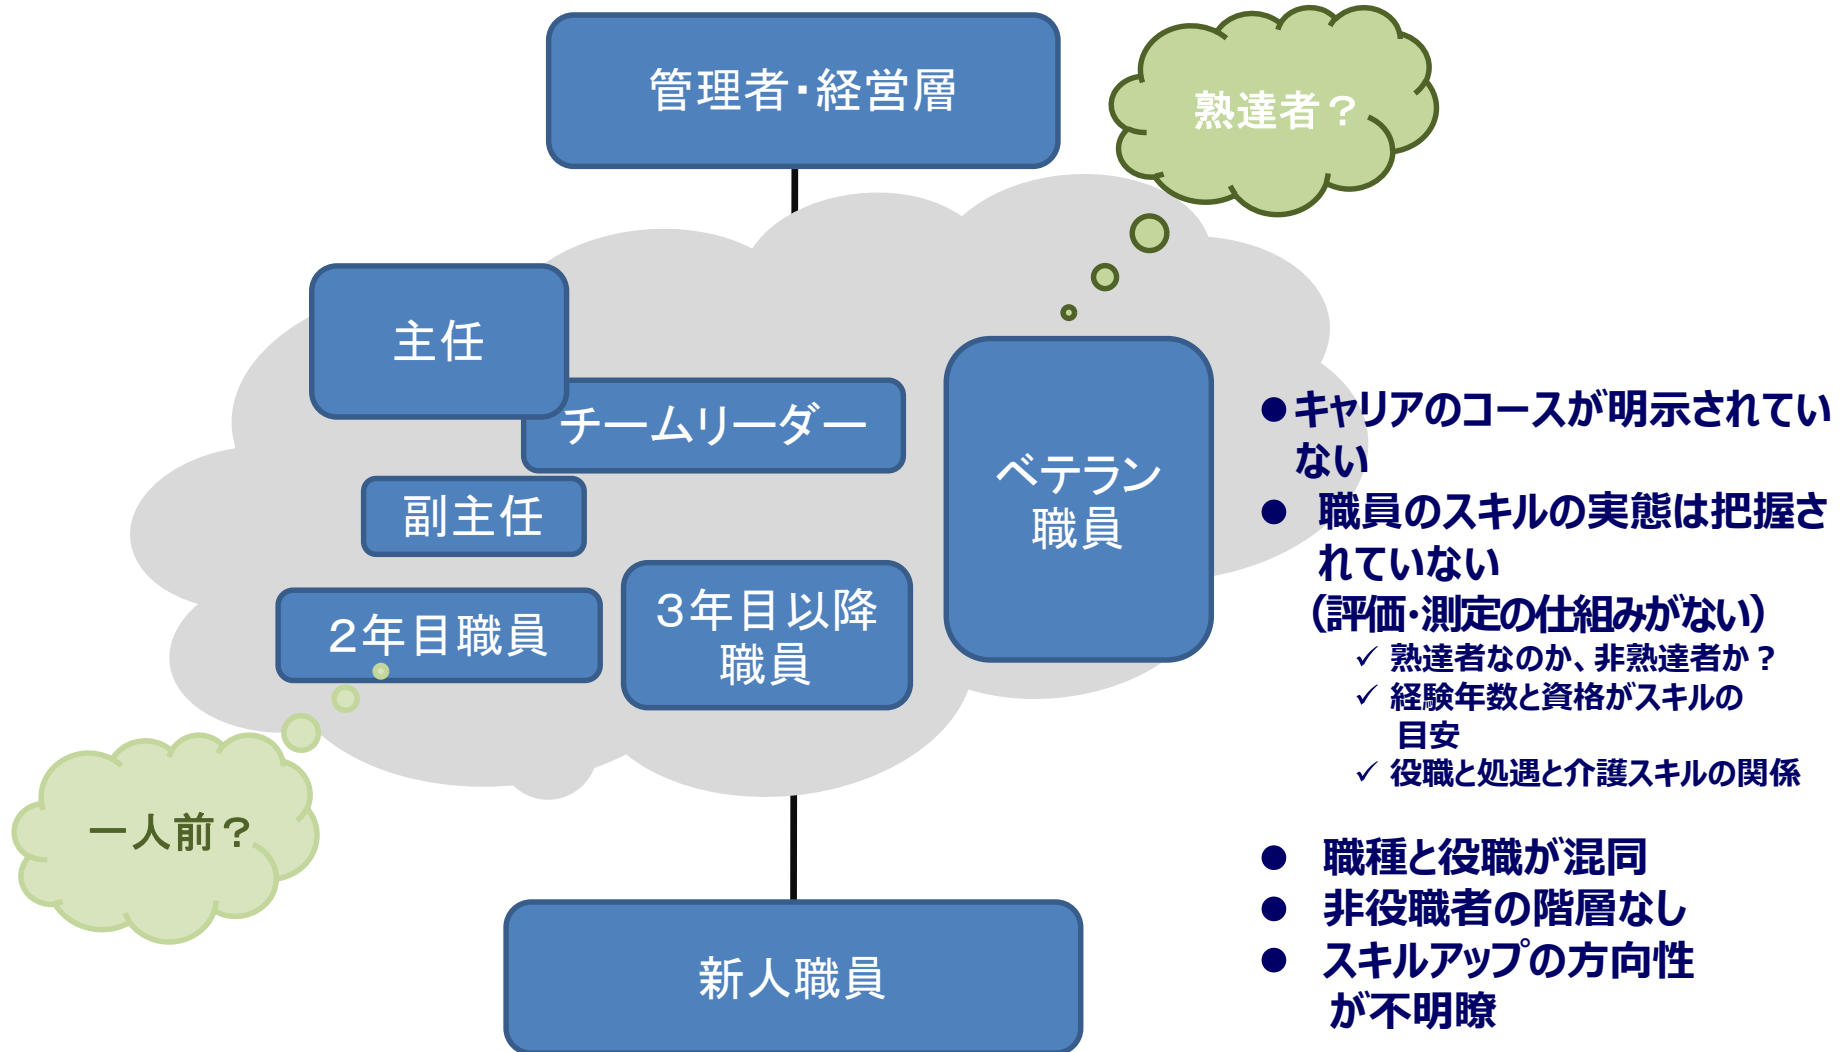 管理者・経営層
熟達者？
主任
チームリーダー
副主任
ベテラン
職員
２年目職員
３年目以降
職員
一人前？
新人職員
●キャリアのコースが明示されてい
ない
● 職員のスキルの実態は把握さ
れていない
（評価・測定の仕組みがない）
✓ 熟達者なのか、非熟達者か？
✓ 経験年数と資格がスキルの
目安
✓ 役職と処遇と介護スキルの関係
● 職種と役職が混同
● 非役職者の階層なし
● スキルアップの方向性
が不明瞭